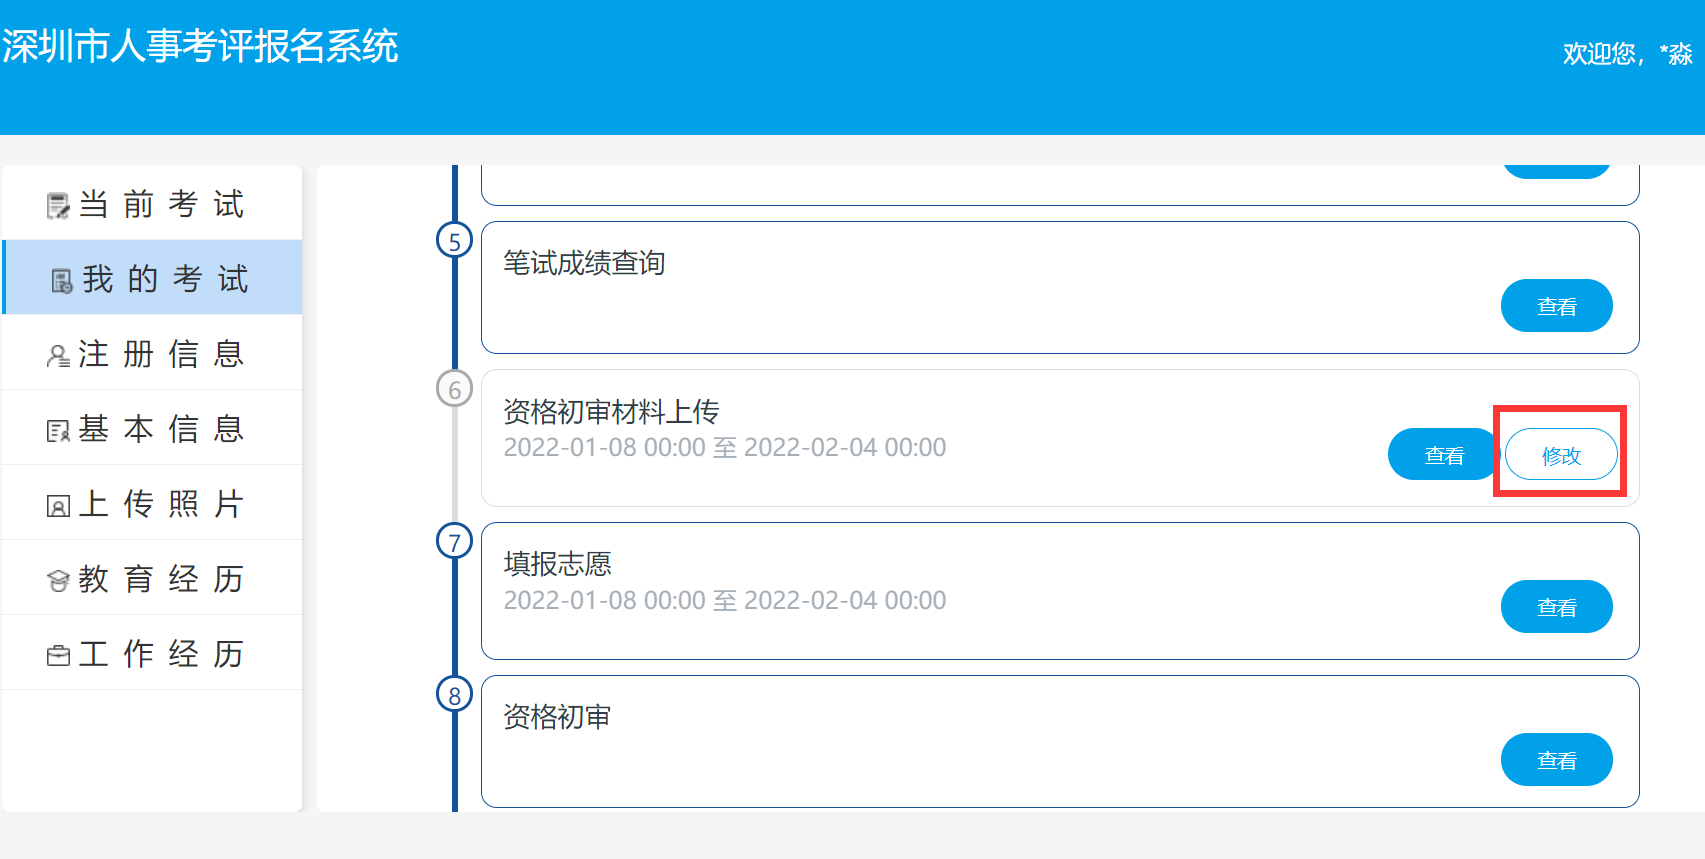 深圳市人事考评报名系统
欢迎您，*淼
当前考试
我的考试
注册信息
基本信息
上传照片
教育经历
工作经历
5
笔试成绩查询
查看
6
资格初审材料上传
2022-01-08 00:00 至 2022-02-04 00:00
查看
修改
7
填报志愿
2022-01-08 00:00 至 2022-02-04 00:00
查看
8
资格初审
查看